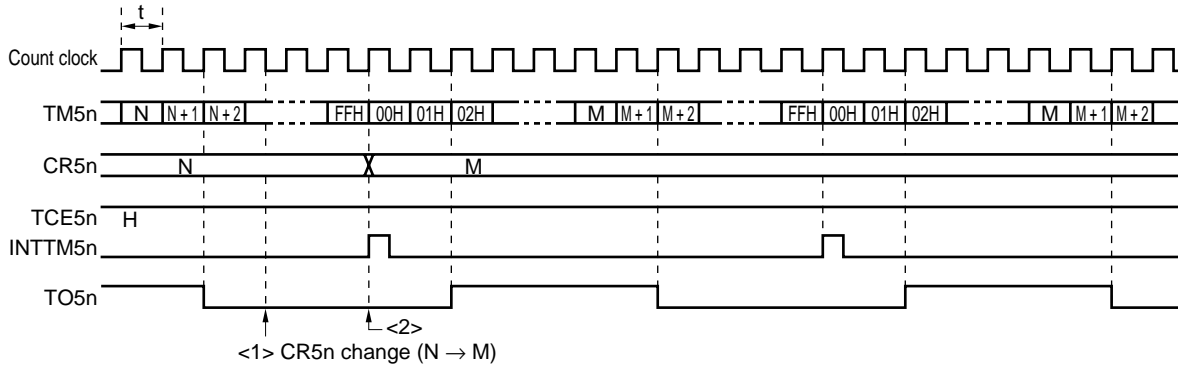 t
Count clock
TM5n N N + 1 N + 2 FFH 00H 01H 02H M M + 1 M + 2 FFH 00H 01H 02H M M + 1 M + 2
CR5n N M
TCE5n H
INTTM5n
TO5n
<2>
<1> CR5n change (N → M)